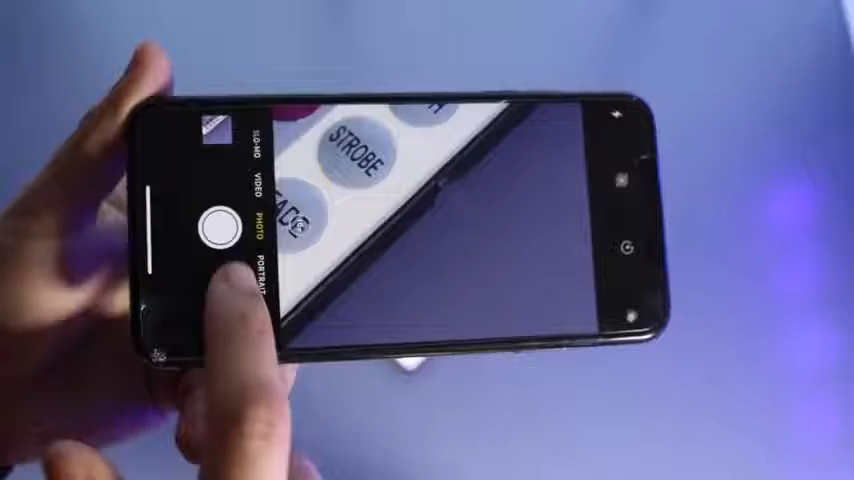 SLO-MO
VIDEO
PHOTO
PORTRAIT
STROBE